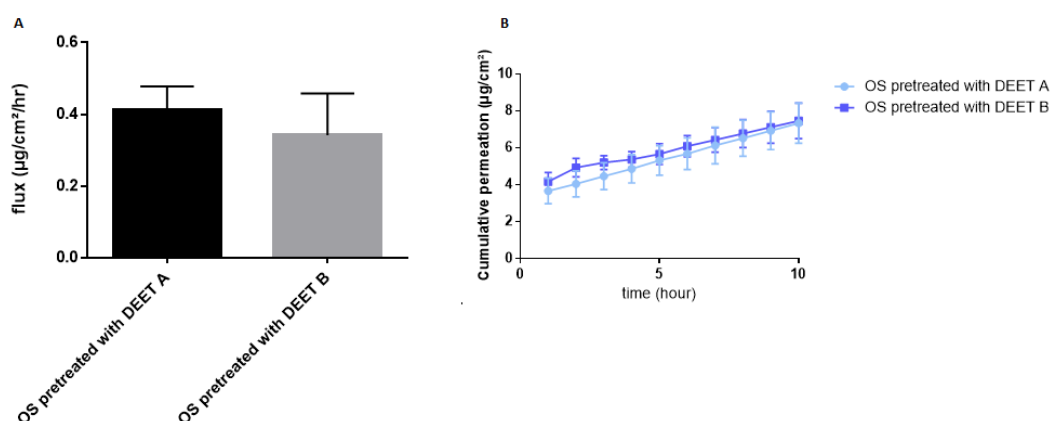 A
flux (µg/cm²/hr)
0.6
0.4
0.2
0.0
OS pretreated with DEET A
OS pretreated with DEET B
B
Cumulative permeation (µg/cm²)
10
8
6
4
2
0
0
5
10
time (hour)
OS pretreated with DEET A
OS pretreated with DEET B